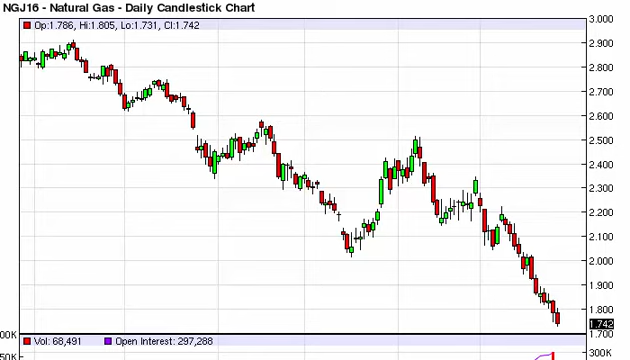 NGJ16 - Natural Gas - Daily Candlestick Chart
Op:1.786, Hi:1.805, Lo:1.731, Cl:1.742
3.000
2.900
2.800
2.700
2.600
2.500
2.400
2.300
2.200
2.100
2.000
1.900
1.800
1.742
1.700
00K
Vol: 68,491 Open Interest: 297,288
300K
50K